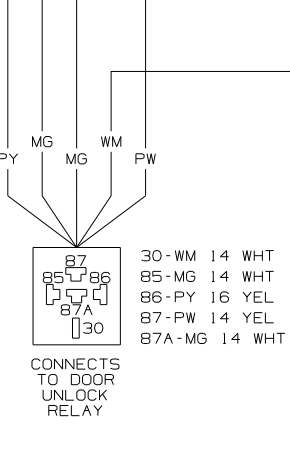 MG
WM
PY
MG
PW
87
85 86
87A
30
30-WM 14 WHT
85-MG 14 WHT
86-PY 16 YEL
87-PW 14 YEL
87A-MG 14 WHT
CONNECTS
TO DOOR
UNLOCK
RELAY